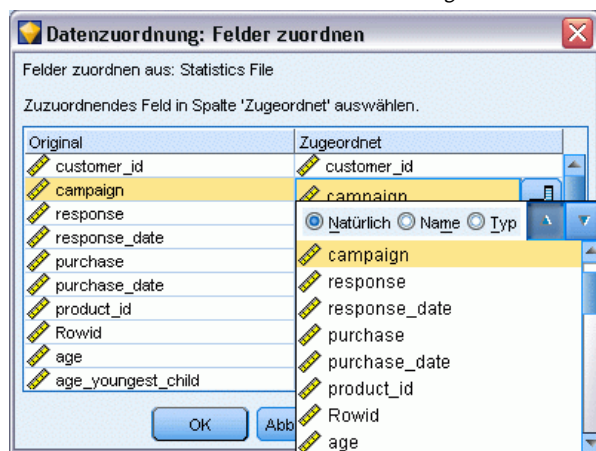 Datenzuordnung: Felder zuordnen
Felder zuordnen aus: Statistics File
Zuzuordnendes Feld in Spalte 'Zugeordnet' auswählen.
Original Zugeordnet
customer_id customer_id
campaign campaign
response
response_date
purchase
purchase_date
product_id
Rowid
age
age_youngest_child
Natürlich Name Typ
campaign
response
response_date
purchase
purchase_date
product_id
Rowid
age
OK Abb